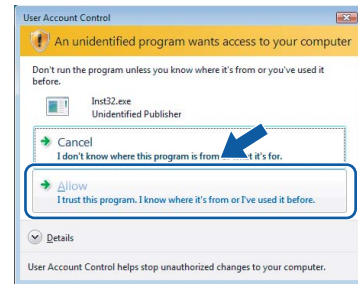 User Account Control
An unidentified program wants access to your computer
Don't run the program unless you know where it's from or you've used it
before.
Inst32.exe
Unidentified Publisher
Cancel
I don't know where this program is from t it's for.
Allow
I trust this program. I know where it's from or I've used it before.
Details
User Account Control helps stop unauthorized changes to your computer.